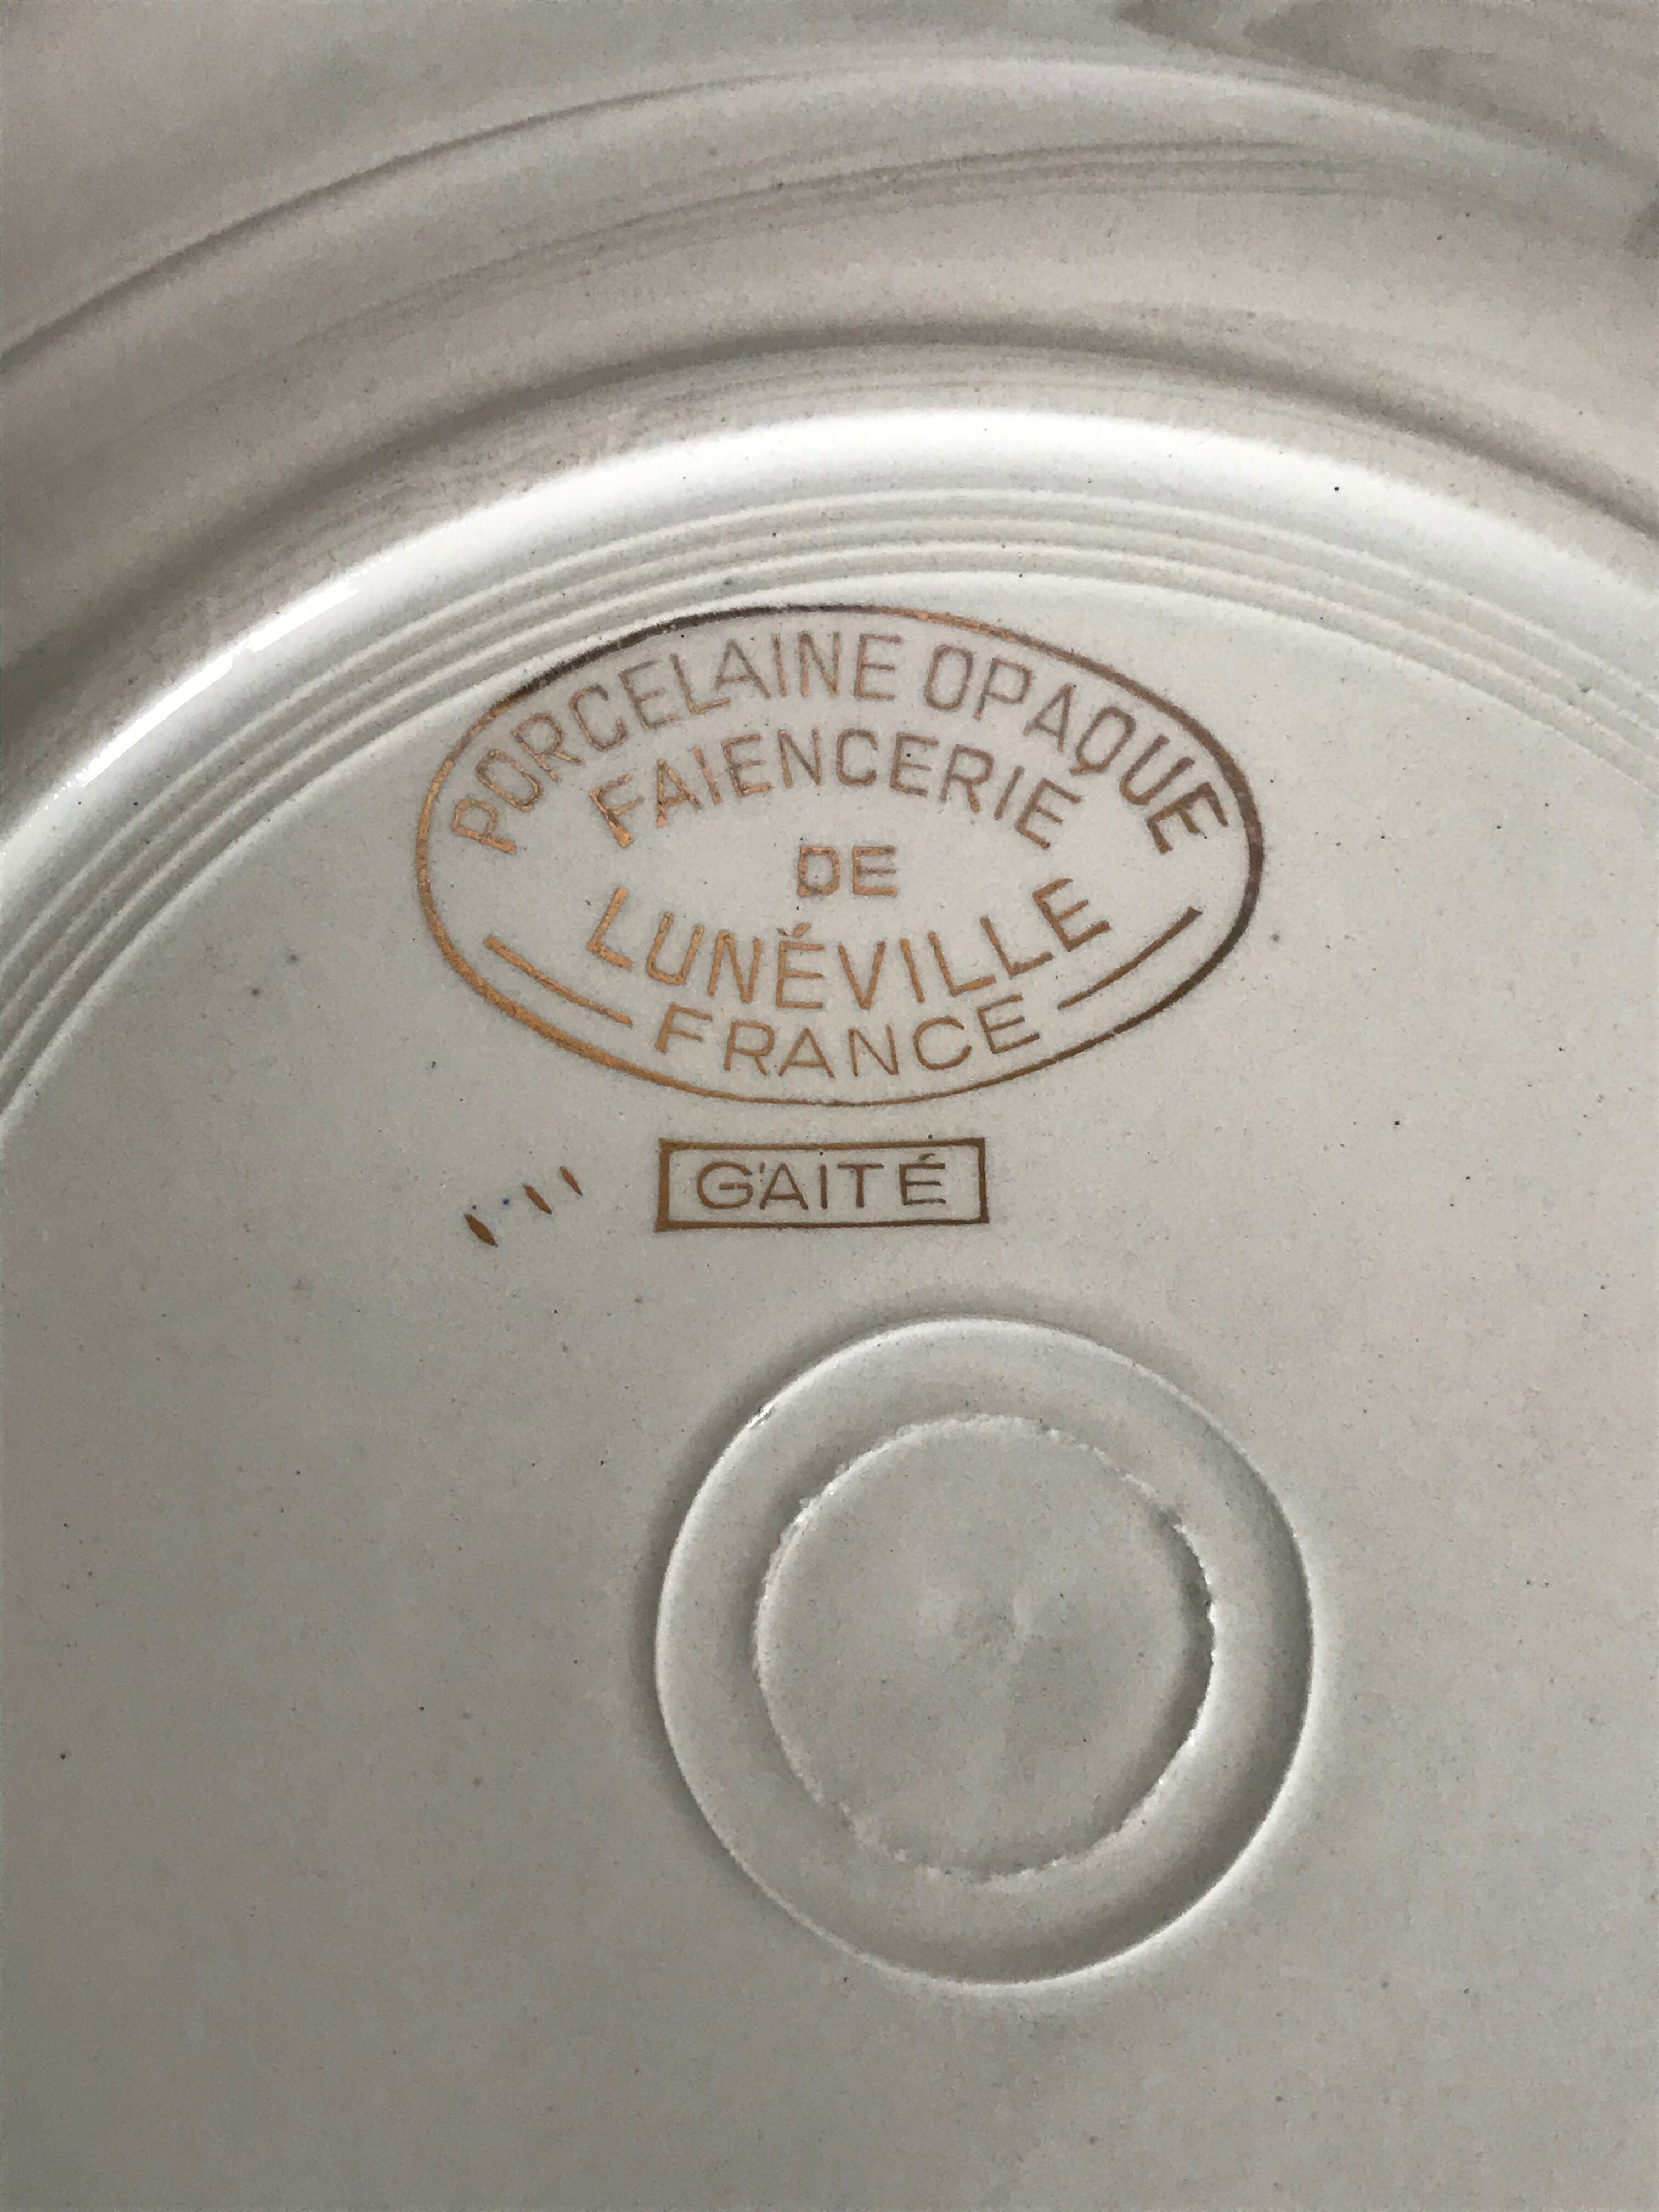 PORCELAINE OPAQUE
FAIENCERIE
DE
LUNÉVILLE
FRANCE
GAITÉ